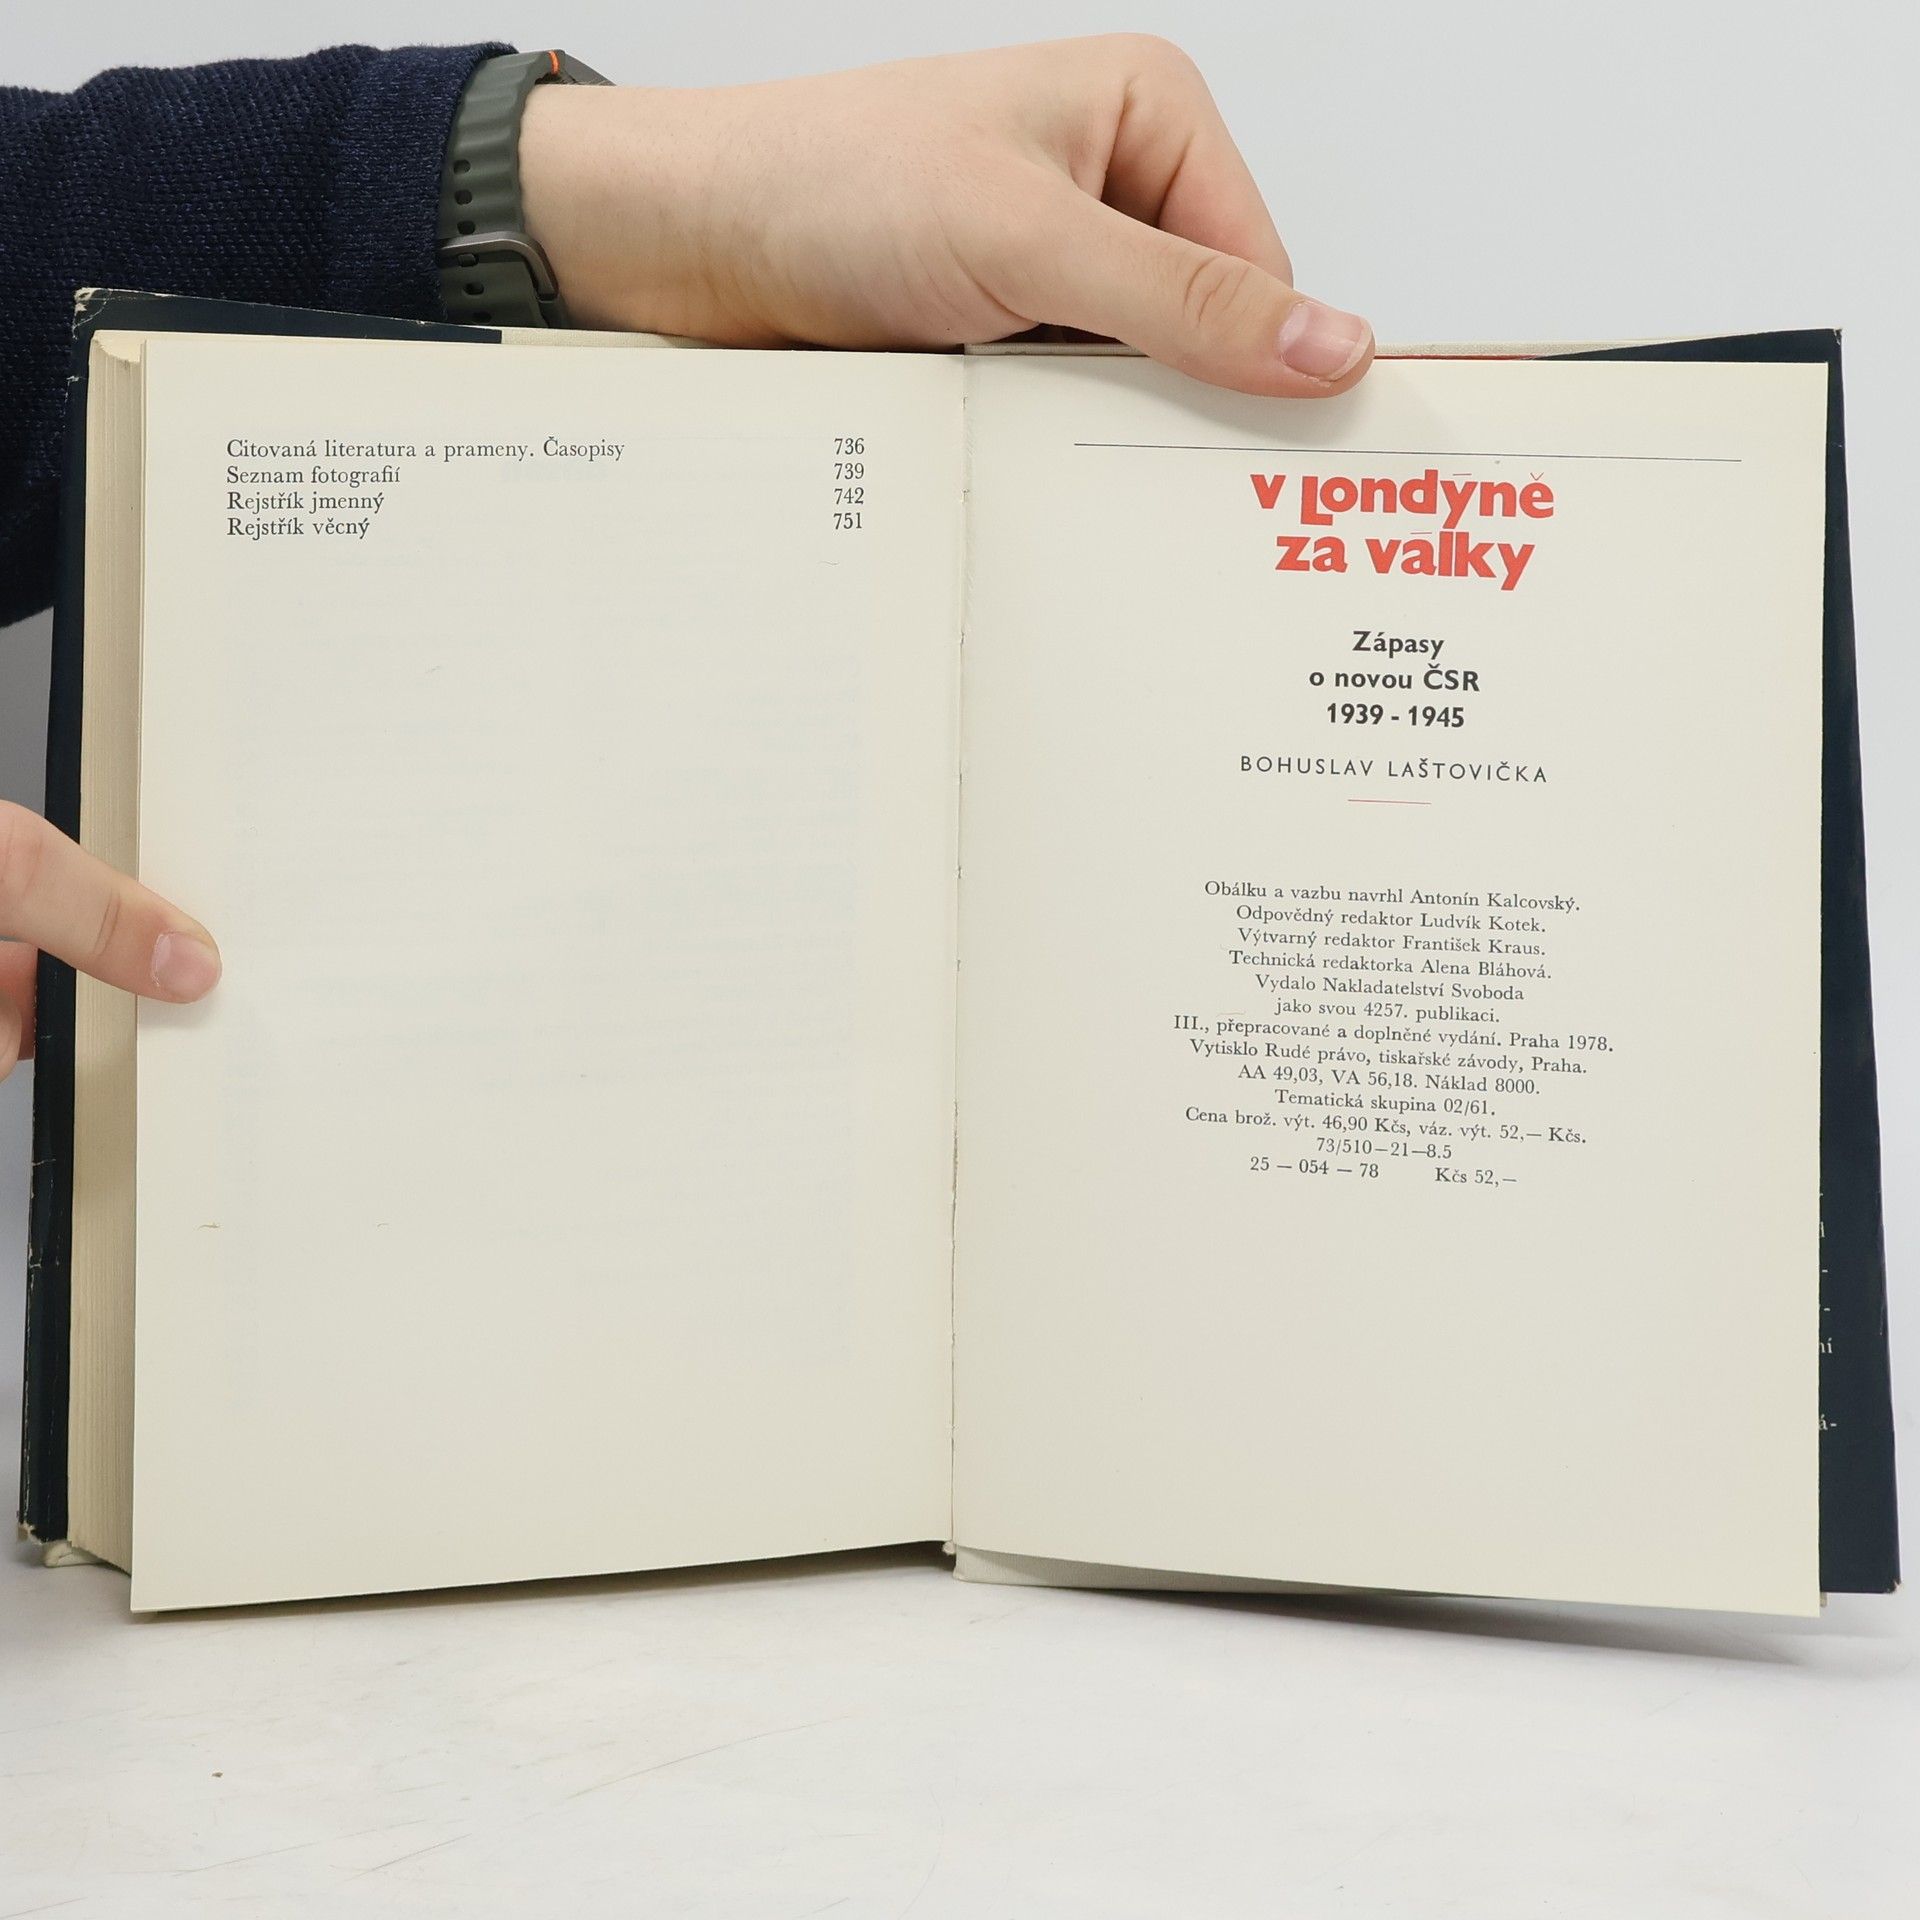 Citovaná literatura a prameny. Časopisy 736
Seznam fotografií 739
Rejstřík jmenný 742
Rejstřík věcný 751
v Londýně
za války
Zápasy
o novou ČSR
1939 - 1945
BOHUSLAV LAŠTOVIČKA
Obálku a vazbu navrhl Antonín Kalcovský.
Odpovědný redaktor Ludvík Kotek.
Výtvarný redaktor František Kraus.
Technická redaktorka Alena Bláhová.
Vydalo Nakladatelství Svoboda
jako svou 4257. publikaci.
III., přepracované a doplněné vydání. Praha 1978.
Vytisklo Rudé právo, tiskařské závody, Praha.
AA 49,03, VA 56,18. Náklad 8000.
Tematická skupina 02/61.
Cena brož. výt. 46,90 Kčs, váz. výt. 52,— Kčs.
73/510—21—8.5
25 — 054 — 78 Kčs 52,—